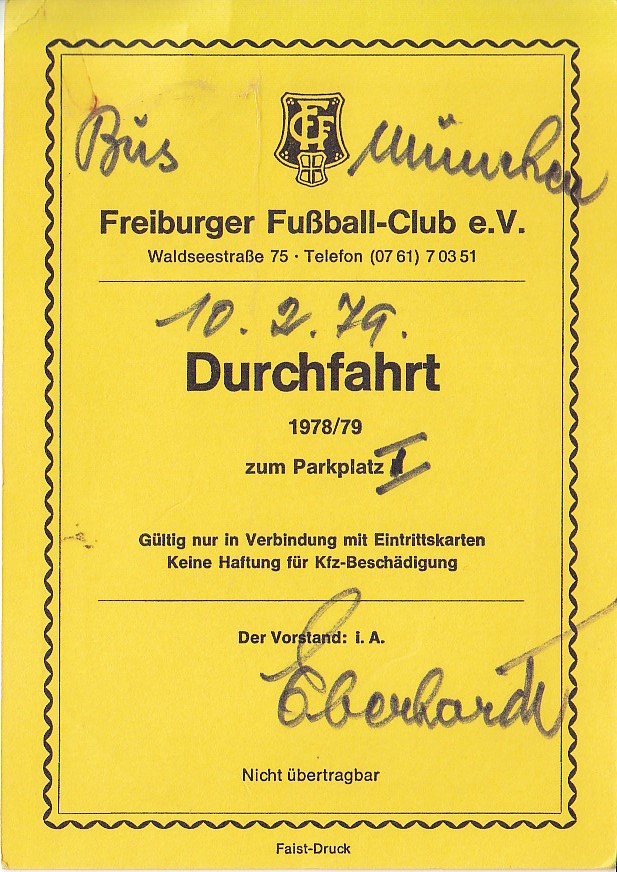 Bus München
FFC
Freiburger Fußball-Club e.V.
Waldseestraße 75 · Telefon (07 61) 7 03 51
10. 2. 79.
Durchfahrt
1978/79
zum Parkplatz I
Gültig nur in Verbindung mit Eintrittskarten
Keine Haftung für Kfz-Beschädigung
Der Vorstand: i. A.
Eberhardt
Nicht übertragbar
Faist-Druck